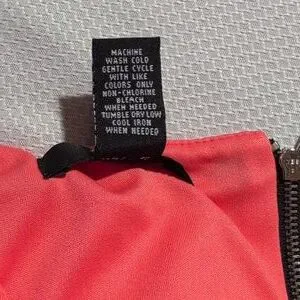 MACHINE
WASH COLD
GENTLE CYCLE
WITH LIKE
COLORS ONLY
NON-CHLORINE
BLEACH
WHEN NEEDED
TUMBLE DRY LOW
COOL IRON
WHEN NEEDED